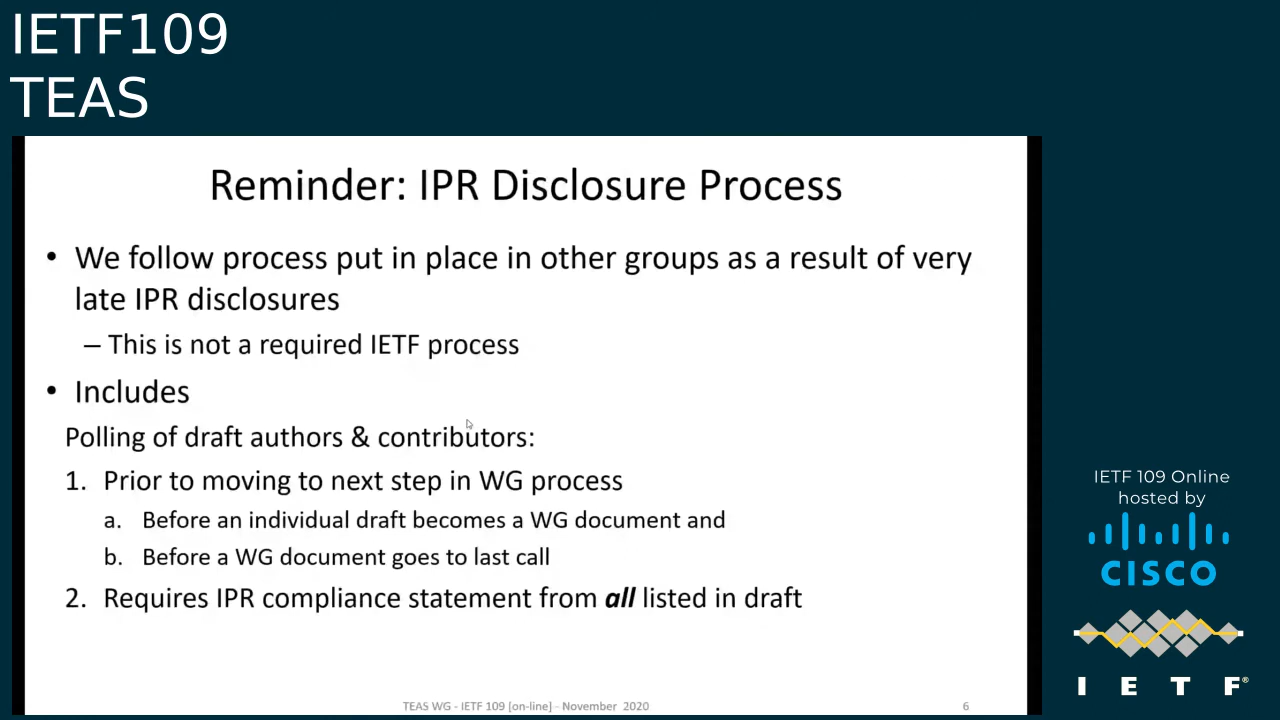 IETF109
TEAS
Reminder: IPR Disclosure Process
• We follow process put in place in other groups as a result of very
late IPR disclosures
– This is not a required IETF process
• Includes
Polling of draft authors & contributors:
1. Prior to moving to next step in WG process
a. Before an individual draft becomes a WG document and
b. Before a WG document goes to last call
2. Requires IPR compliance statement from all listed in draft
TEAS WG - IETF 109 [on-line] - November 2020
6
IETF 109 Online
hosted by
CISCO
I E T F®